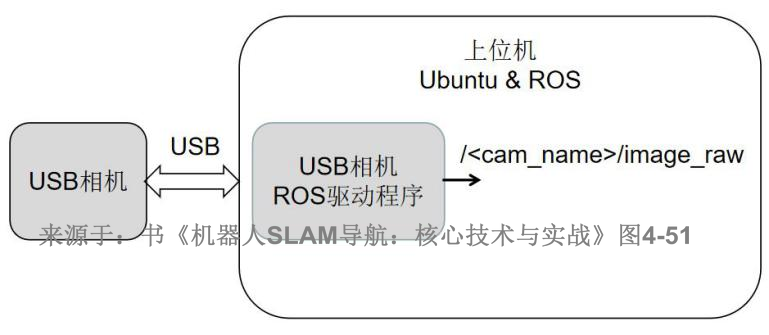 上位机
Ubuntu & ROS
USB
USB相机
USB相机
ROS驱动程序
/<cam_name>/image_raw
来源于：书《机器人SLAM导航：核心技术与实战》图4-51